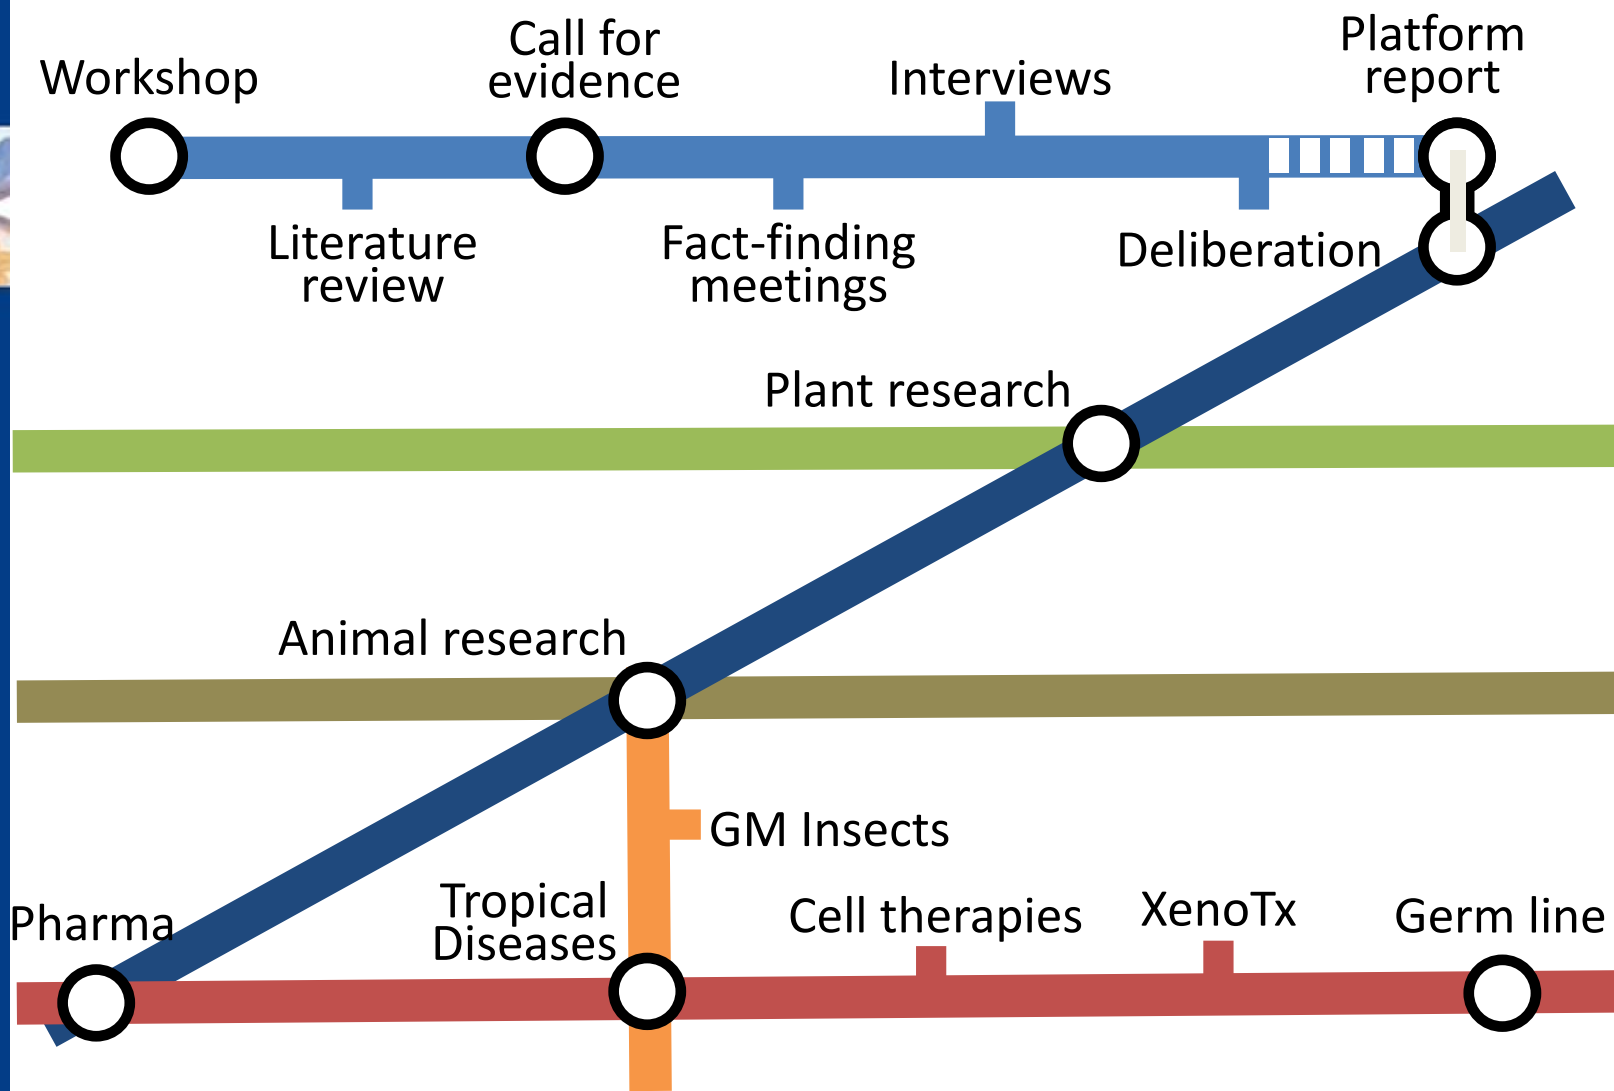 Workshop
Call for
evidence
Interviews
Platform
report
Literature
review
Fact-finding
meetings
Deliberation
Plant research
Animal research
GM Insects
Pharma
Tropical
Diseases
Cell therapies
XenoTx
Germ line